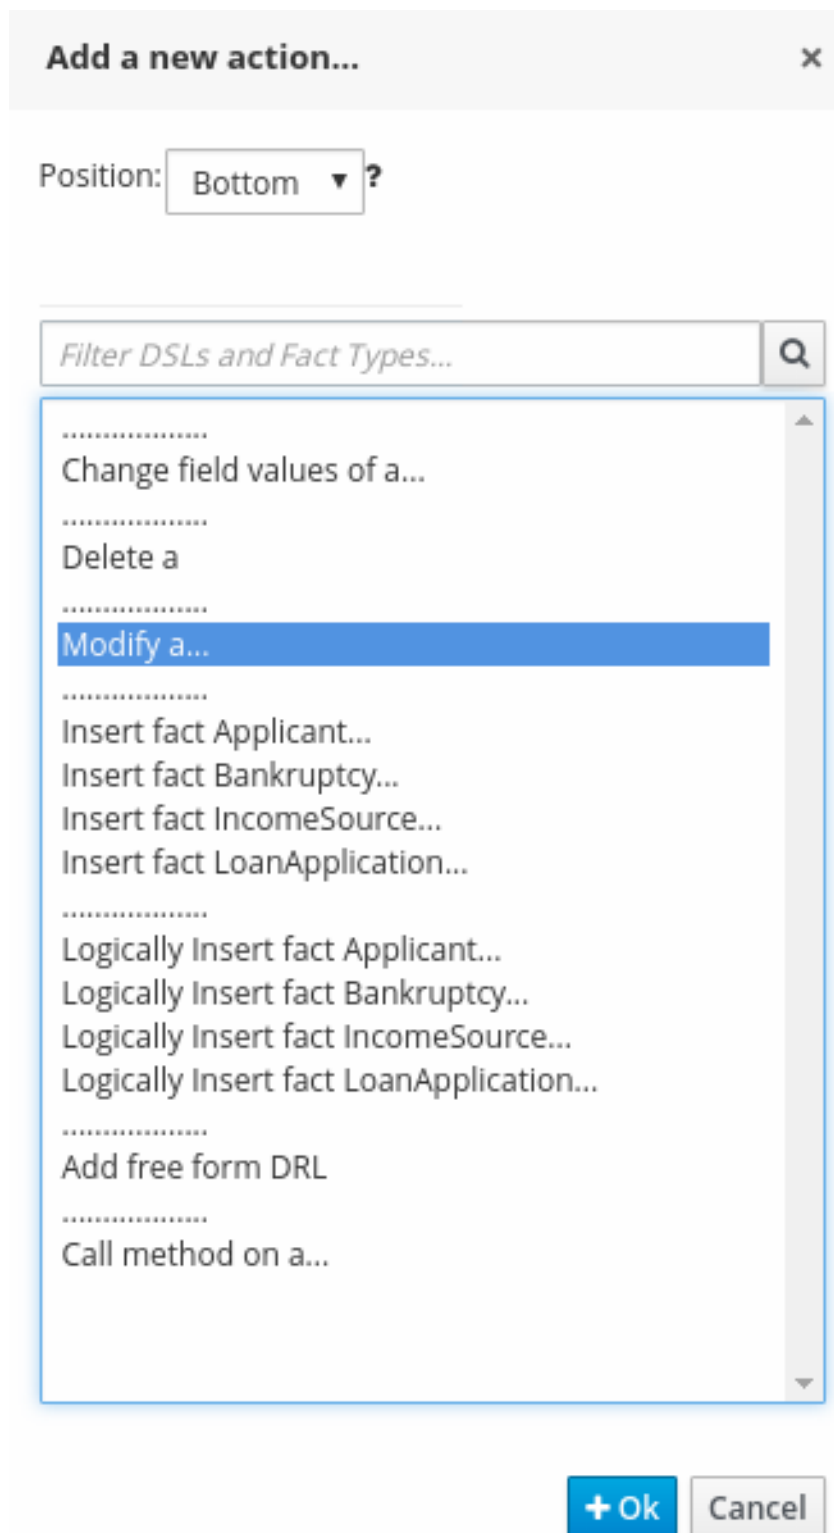 Add a new action... ×
Position: Bottom ▼ ?
Filter DSLs and Fact Types...
..................
Change field values of a...
..................
Delete a
..................
Modify a...
..................
Insert fact Applicant...
Insert fact Bankruptcy...
Insert fact IncomeSource...
Insert fact LoanApplication...
..................
Logically Insert fact Applicant...
Logically Insert fact Bankruptcy...
Logically Insert fact IncomeSource...
Logically Insert fact LoanApplication...
..................
Add free form DRL
..................
Call method on a...
+ Ok Cancel